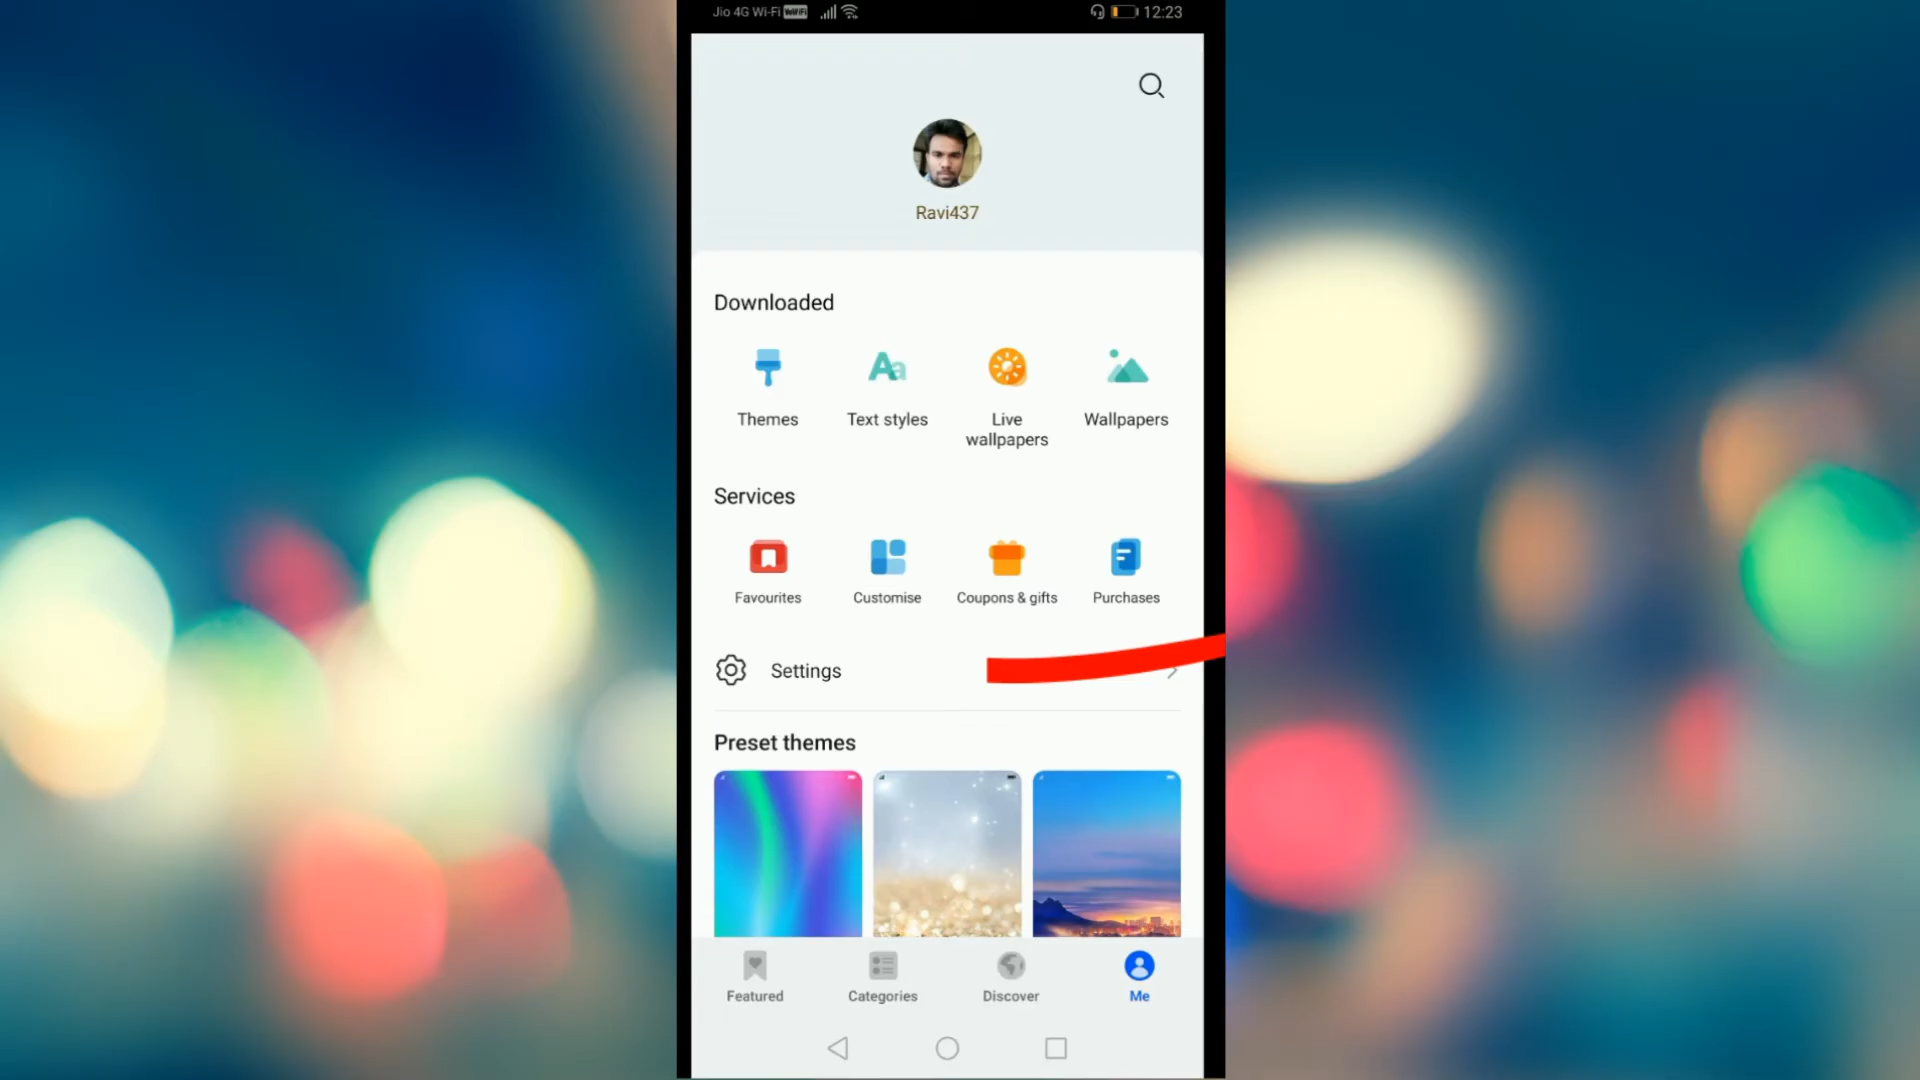 Jio 4G Wi-Fi VoWiFi 12:23
Ravi437
Downloaded
Themes Text styles Live wallpapers Wallpapers
Services
Favourites Customise Coupons & gifts Purchases
Settings
Preset themes
Featured Categories Discover Me